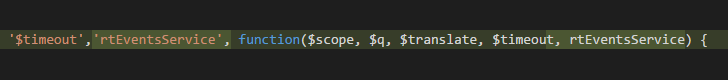 '$timeout','rtEventsService', function($scope, $q, $translate, $timeout, rtEventsService) {